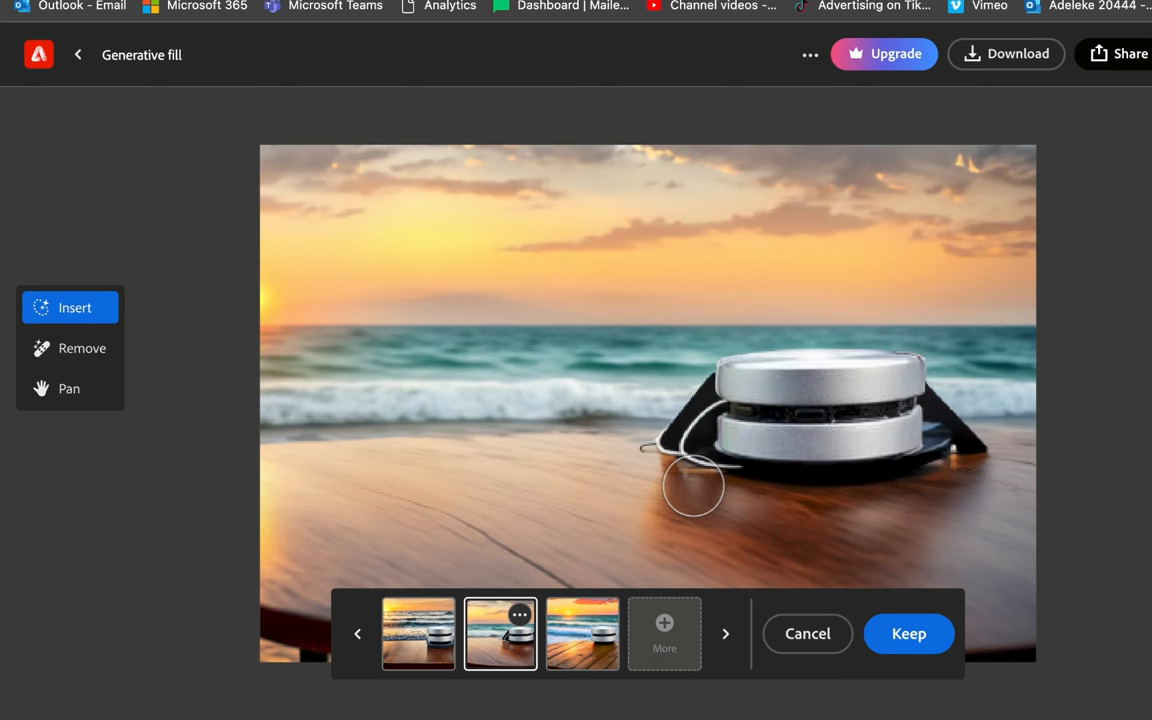 Outlook - Email Microsoft 365 Microsoft Teams Analytics Dashboard | Maile... Channel videos -... Advertising on Tik... Vimeo Adeleke 20444 -...
Generative fill ... Upgrade Download Share
Insert
Remove
Pan
More
Cancel Keep